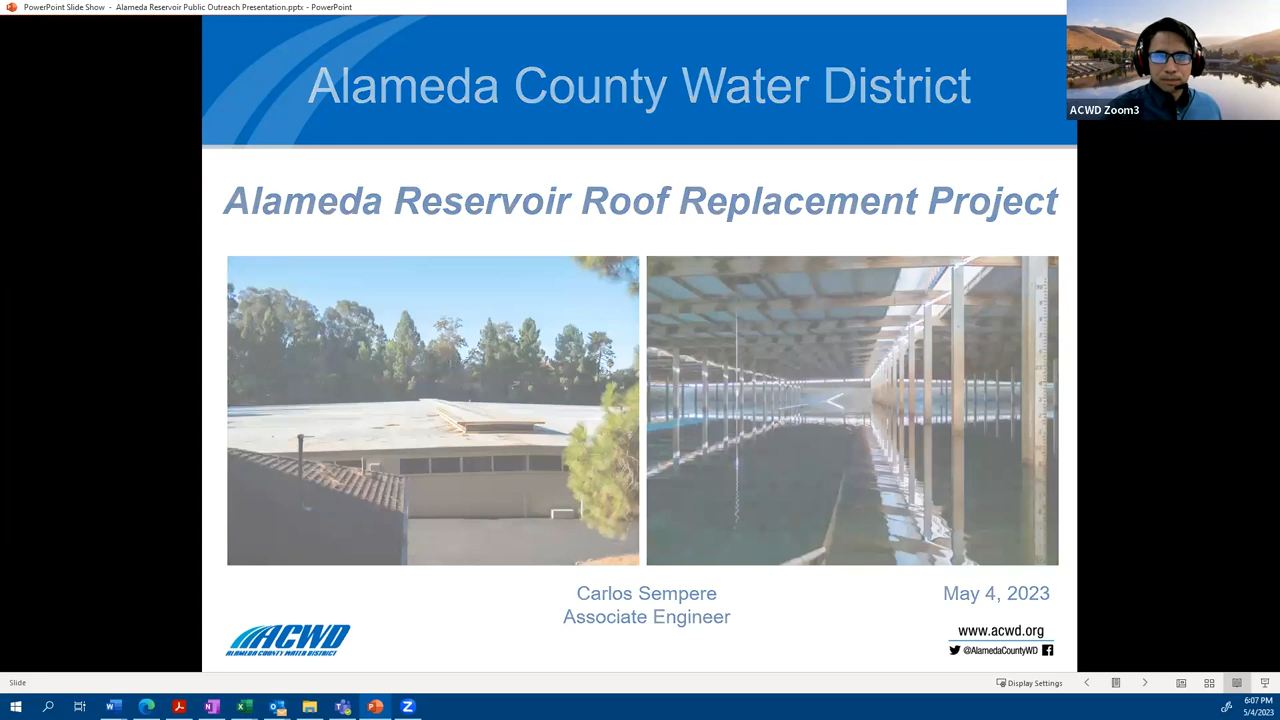 PowerPoint Slide Show - Alameda Reservoir Public Outreach Presentation.pptx - PowerPoint
Alameda County Water District
ACWD Zoom3
Alameda Reservoir Roof Replacement Project
Carlos Sempere
Associate Engineer
May 4, 2023
ACWD
ALAMEDA COUNTY WATER DISTRICT
www.acwd.org
@AlamedaCountyWD
Slide
Display Settings
6:07 PM
5/4/2023